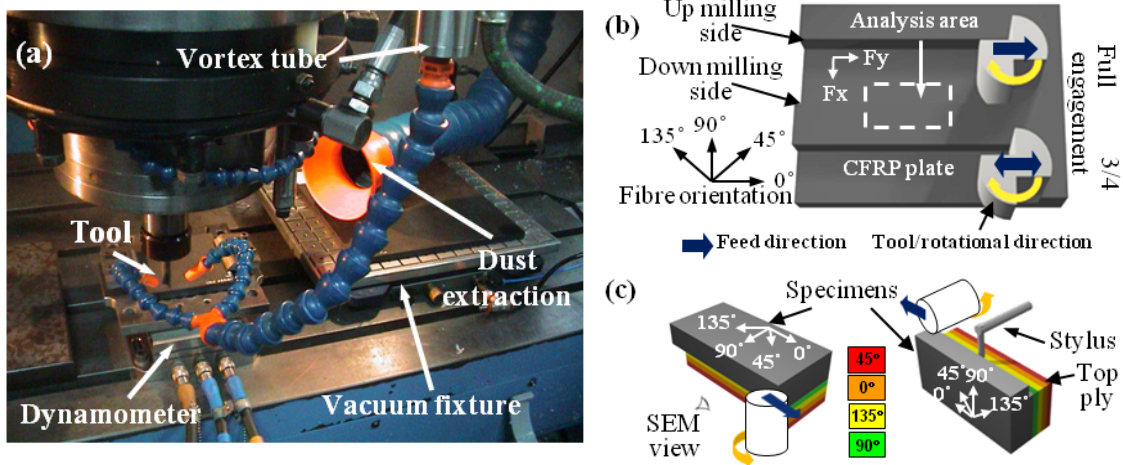 (a)
Vortex tube
Tool
Dust
extraction
Dynamometer
Vacuum fixture
(b)
Up milling
side
Analysis area
Down milling
side
Fy
Fx
Full
engagement
3/4
135°
90°
45°
0°
Fibre orientation
CFRP plate
Feed direction
Tool/rotational direction
(c)
Specimens
135°
90°
45°
0°
SEM
view
45°
0°
135°
90°
Stylus
Top
ply
45°
90°
0°
135°